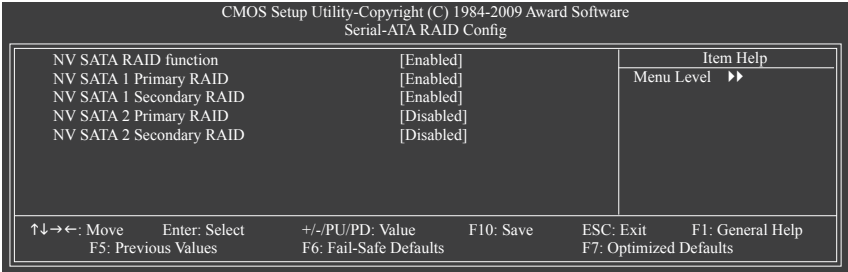 CMOS Setup Utility-Copyright (C) 1984-2009 Award Software
Serial-ATA RAID Config
NV SATA RAID function [Enabled]
NV SATA 1 Primary RAID [Enabled]
NV SATA 1 Secondary RAID [Enabled]
NV SATA 2 Primary RAID [Disabled]
NV SATA 2 Secondary RAID [Disabled]
Item Help
Menu Level ▶▶
↑↓→←: Move Enter: Select +/-/PU/PD: Value F10: Save ESC: Exit F1: General Help
F5: Previous Values F6: Fail-Safe Defaults F7: Optimized Defaults